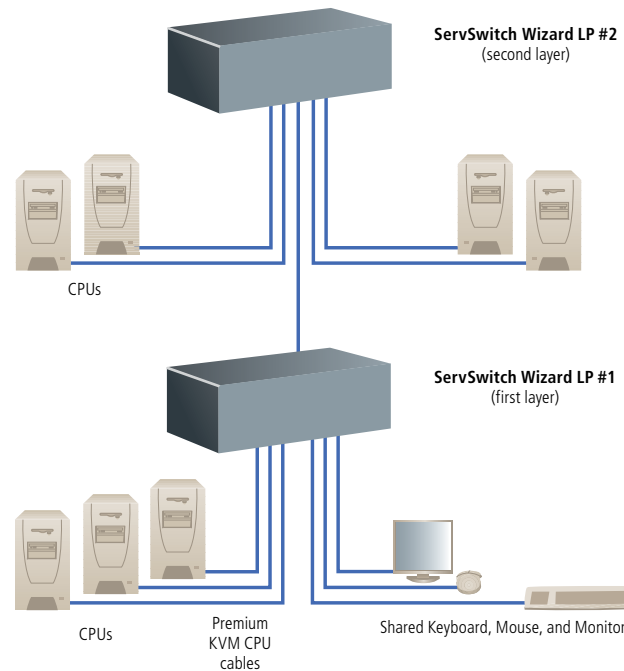 ServSwitch Wizard LP #2
(second layer)
CPUs
ServSwitch Wizard LP #1
(first layer)
CPUs
Premium
KVM CPU
cables
Shared Keyboard, Mouse, and Monitor